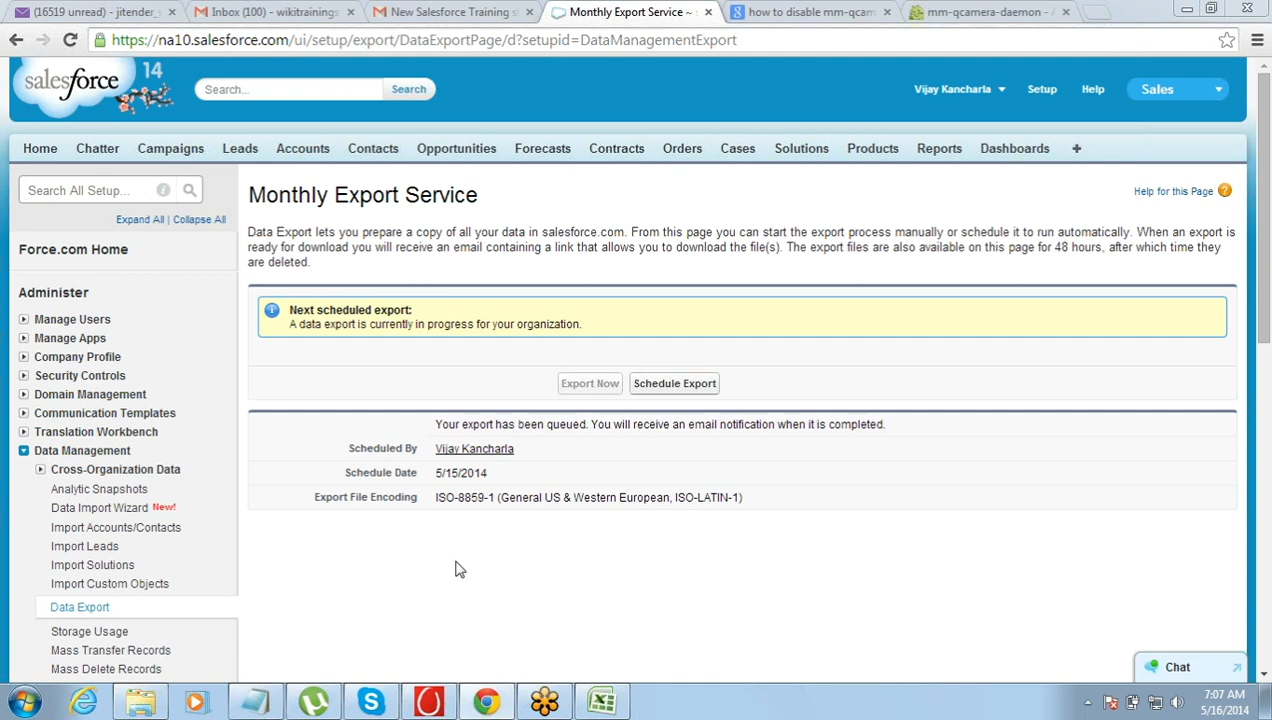 (16519 unread) - jitender_
Inbox (100) - wikitrainings
New Salesforce Training st
Monthly Export Service ~
how to disable mm-qcam
mm-qcamera-daemon - A
https://na10.salesforce.com/ui/setup/export/DataExportPage/d?setupid=DataManagementExport
salesforce
14
Search...
Search
Vijay Kancharla
Setup
Help
Sales
Home
Chatter
Campaigns
Leads
Accounts
Contacts
Opportunities
Forecasts
Contracts
Orders
Cases
Solutions
Products
Reports
Dashboards
+
Search All Setup...
Expand All | Collapse All
Force.com Home
Administer
Manage Users
Manage Apps
Company Profile
Security Controls
Domain Management
Communication Templates
Translation Workbench
Data Management
Cross-Organization Data
Analytic Snapshots
Data Import Wizard New!
Import Accounts/Contacts
Import Leads
Import Solutions
Import Custom Objects
Data Export
Storage Usage
Mass Transfer Records
Mass Delete Records
Monthly Export Service
Help for this Page ?
Data Export lets you prepare a copy of all your data in salesforce.com. From this page you can start the export process manually or schedule it to run automatically. When an export is
ready for download you will receive an email containing a link that allows you to download the file(s). The export files are also available on this page for 48 hours, after which time they
are deleted.
Next scheduled export:
A data export is currently in progress for your organization.
Export Now
Schedule Export
Your export has been queued. You will receive an email notification when it is completed.
Scheduled By Vijay Kancharla
Schedule Date 5/15/2014
Export File Encoding ISO-8859-1 (General US & Western European, ISO-LATIN-1)
Chat
7:07 AM
5/16/2014